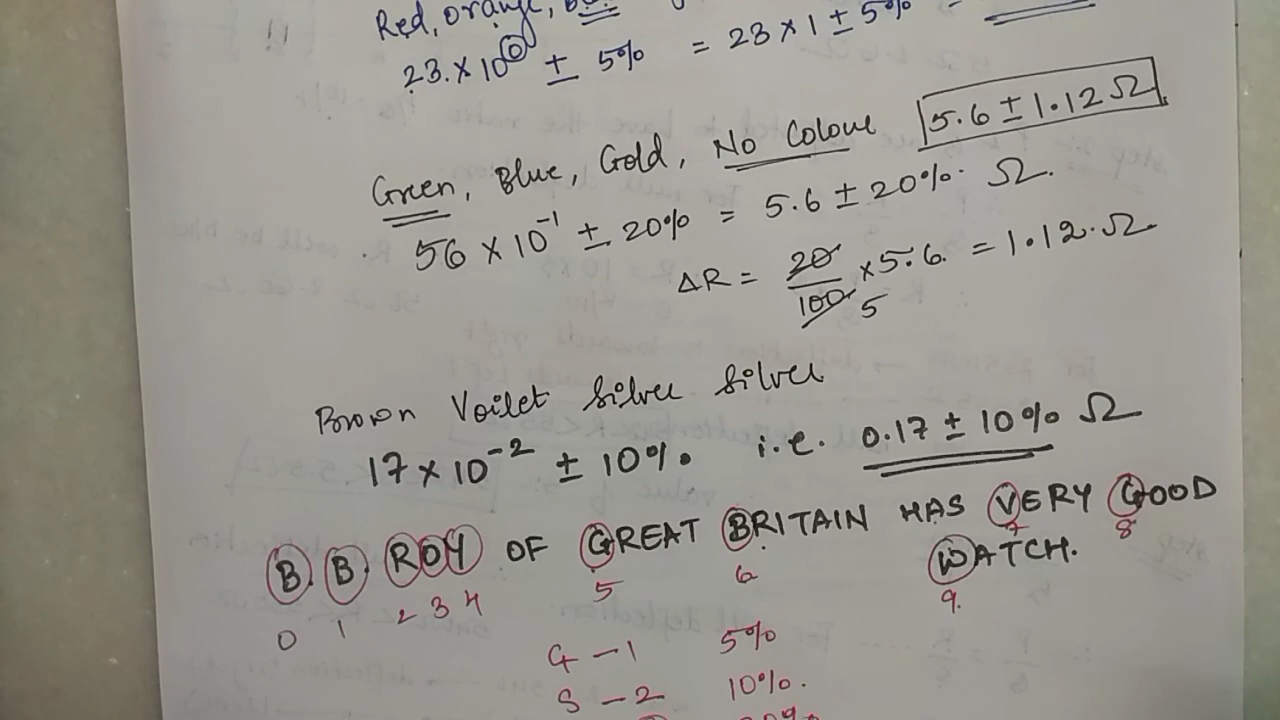 Red, orange,
23 × 10⁰ ± 5% = 23 × 1 ± 5% =
Green, Blue, Gold, No Colour 5.6 ± 1.12 Ω
56 × 10⁻¹ ± 20% = 5.6 ± 20% Ω.
ΔR = 20/100 5 × 5.6 = 1.12 Ω
Brown Voilet Silver Silver
17 × 10⁻² ± 10%. i.e. 0.17 ± 10% Ω
B. B. ROY OF GREAT BRITAIN HAS VERY GOOD
WATCH.
0 1 2 3 4 5 6 7 8 9.
G – 1 5%
S – 2 10%.